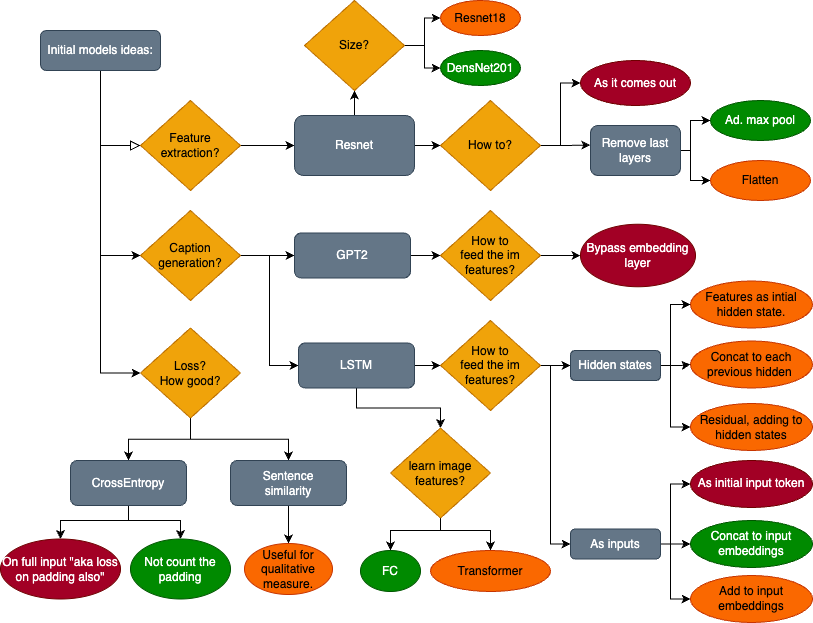 Initial models ideas:
Size?
Resnet18
DensNet201
Feature
extraction?
Resnet
How to?
As it comes out
Remove last
layers
Ad. max pool
Flatten
Caption
generation?
GPT2
How to
feed the im
features?
Bypass embedding
layer
Loss?
How good?
LSTM
How to
feed the im
features?
Hidden states
Features as intial
hidden state.
Concat to each
previous hidden
Residual, adding to
hidden states
learn image
features?
FC
Transformer
As inputs
As initial input token
Concat to input
embeddings
Add to input
embeddings
CrossEntropy
Sentence
similarity
On full input "aka loss
on padding also"
Not count the
padding
Useful for
qualitative
measure.